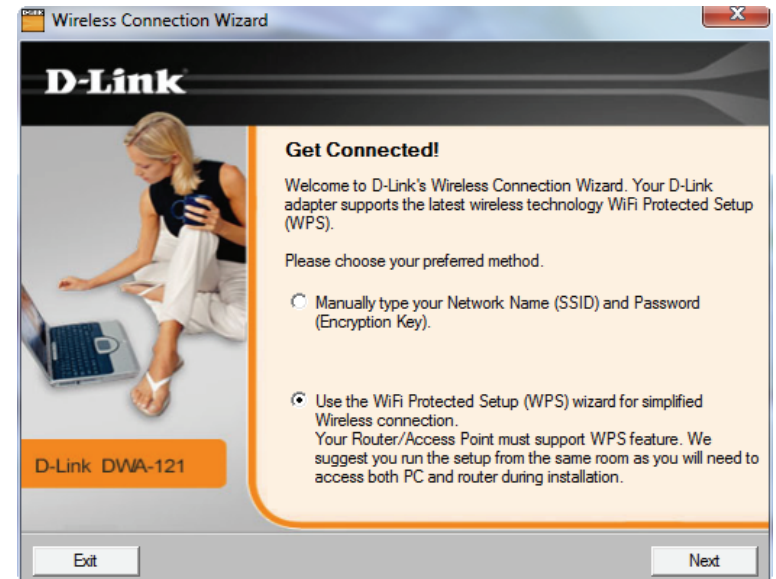 Wireless Connection Wizard
D-Link
Get Connected!
Welcome to D-Link's Wireless Connection Wizard. Your D-Link
adapter supports the latest wireless technology WiFi Protected Setup
(WPS).
Please choose your preferred method.
Manually type your Network Name (SSID) and Password
(Encryption Key).
Use the WiFi Protected Setup (WPS) wizard for simplified
Wireless connection.
Your Router/Access Point must support WPS feature. We
suggest you run the setup from the same room as you will need to
access both PC and router during installation.
D-Link DWA-121
Exit
Next